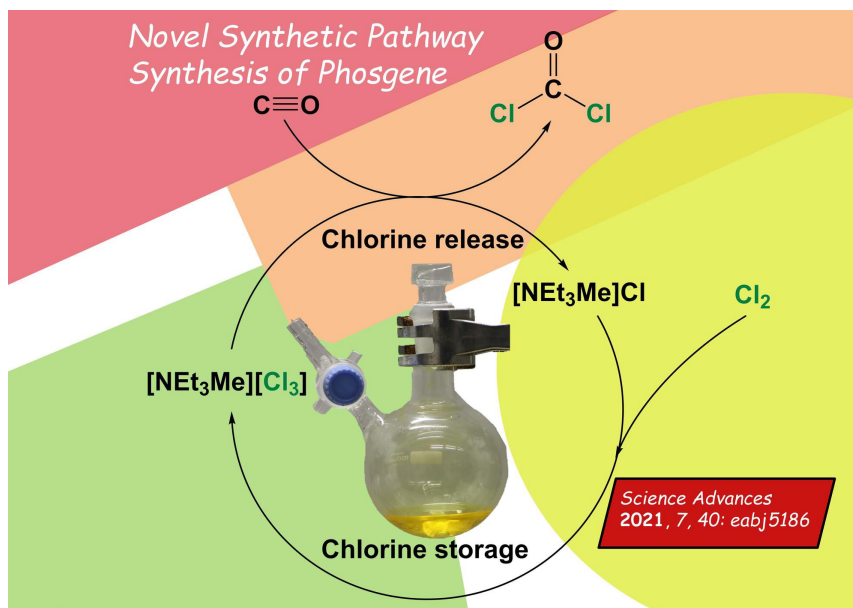 Novel Synthetic Pathway
Synthesis of Phosgene
C≡O
O
C
Cl
Cl
Chlorine release
[NEt₃Me]Cl
Cl₂
[NEt₃Me][Cl₃]
Science Advances
2021, 7, 40: eabj5186
Chlorine storage